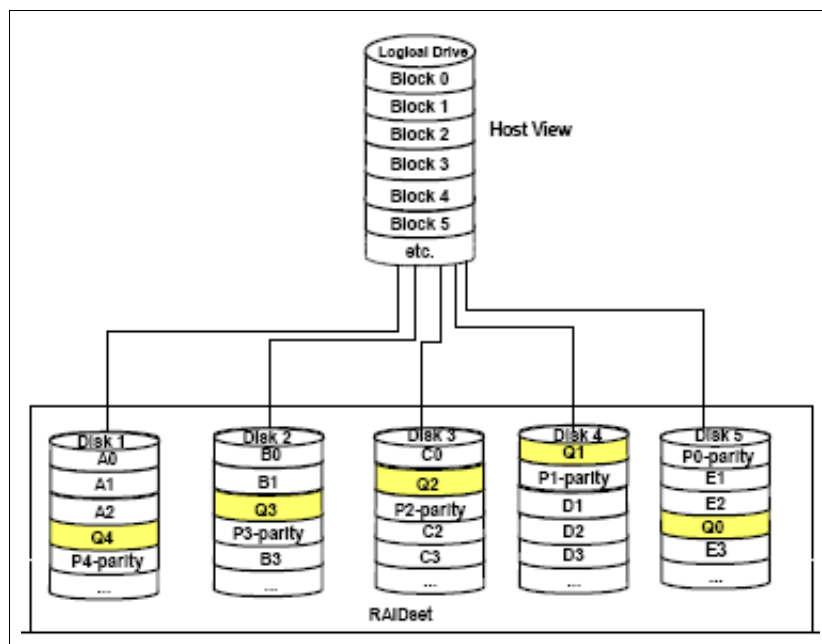 Logical Drive
Block 0
Block 1
Block 2
Block 3
Block 4
Block 5
etc.
Host View
Disk 1
A0
A1
A2
Q4
P4-parity
...
Disk 2
B0
B1
Q3
P3-parity
B3
...
Disk 3
C0
Q2
P2-parity
C2
C3
...
Disk 4
Q1
P1-parity
D1
D2
D3
...
Disk 5
P0-parity
E1
E2
Q0
E3
...
RAIDset